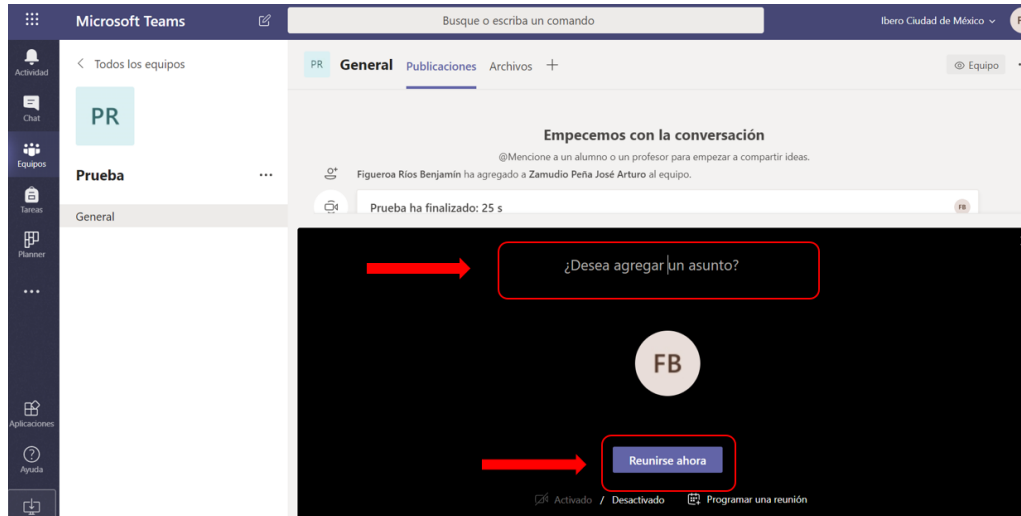 Microsoft Teams
Busque o escriba un comando
Ibero Ciudad de México
Actividad
Chat
Equipos
Tareas
Planner
Aplicaciones
Ayuda
Todos los equipos
PR
Prueba
General
PR General Publicaciones Archivos
Equipo
Empecemos con la conversación
@Mencione a un alumno o un profesor para empezar a compartir ideas.
Figueroa Ríos Benjamín ha agregado a Zamudio Peña José Arturo al equipo.
Prueba ha finalizado: 25 s
FB
¿Desea agregar un asunto?
FB
Reunirse ahora
Activado / Desactivado Programar una reunión